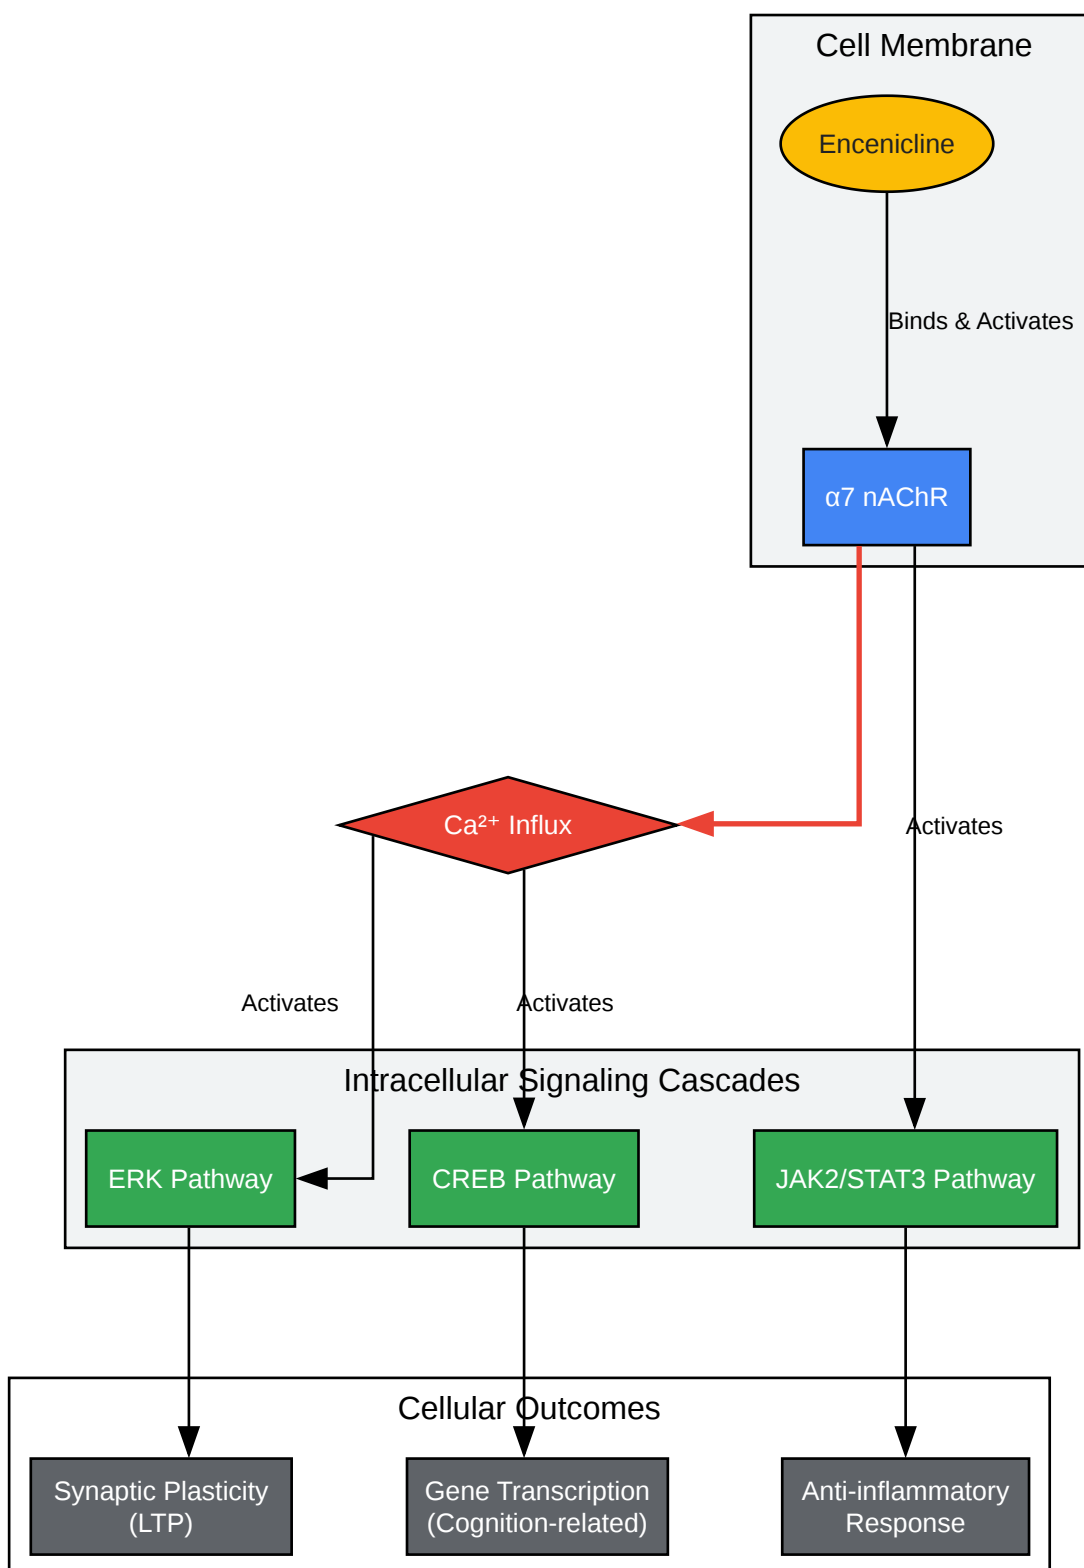 Cell Membrane
Encenicline
Binds & Activates
α7 nAChR
Ca²⁺ Influx
Activates
Activates
Activates
Intracellular Signaling Cascades
ERK Pathway
CREB Pathway
JAK2/STAT3 Pathway
Cellular Outcomes
Synaptic Plasticity
(LTP)
Gene Transcription
(Cognition-related)
Anti-inflammatory
Response